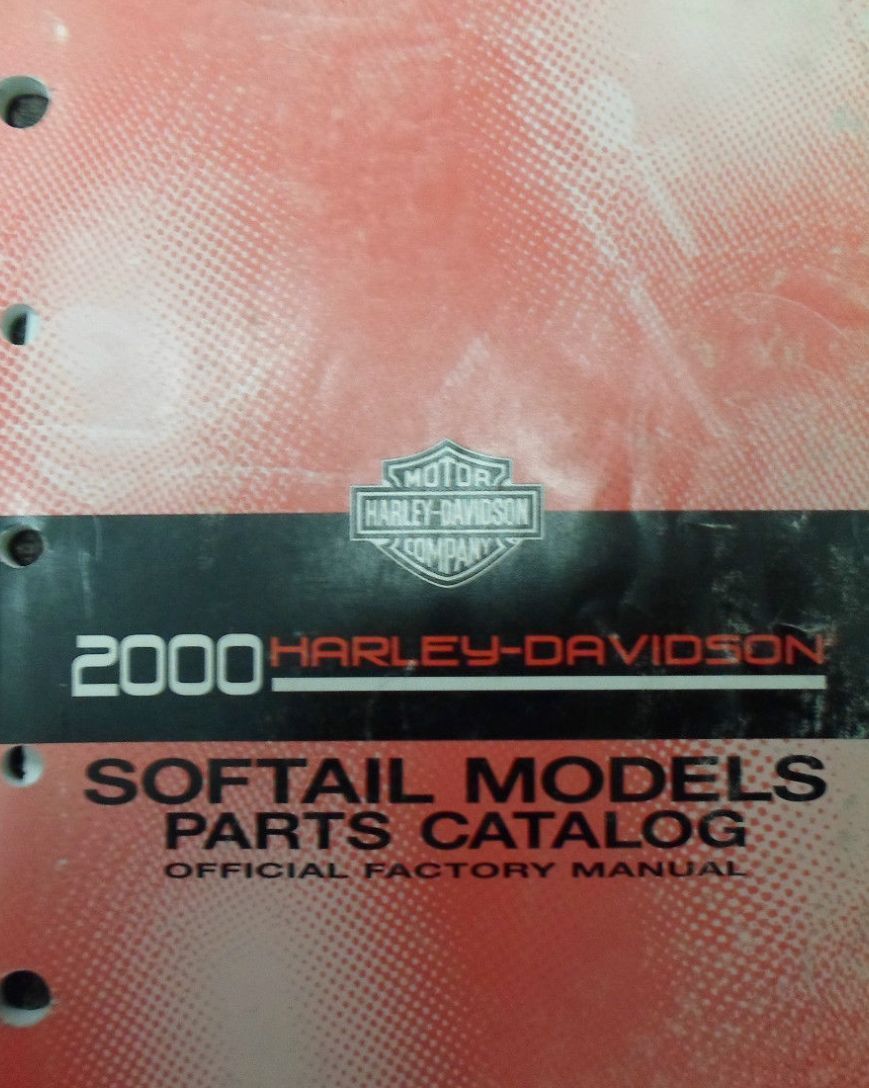 MOTOR
HARLEY-DAVIDSON
COMPANY
2000 HARLEY-DAVIDSON
SOFTAIL MODELS
PARTS CATALOG
OFFICIAL FACTORY MANUAL